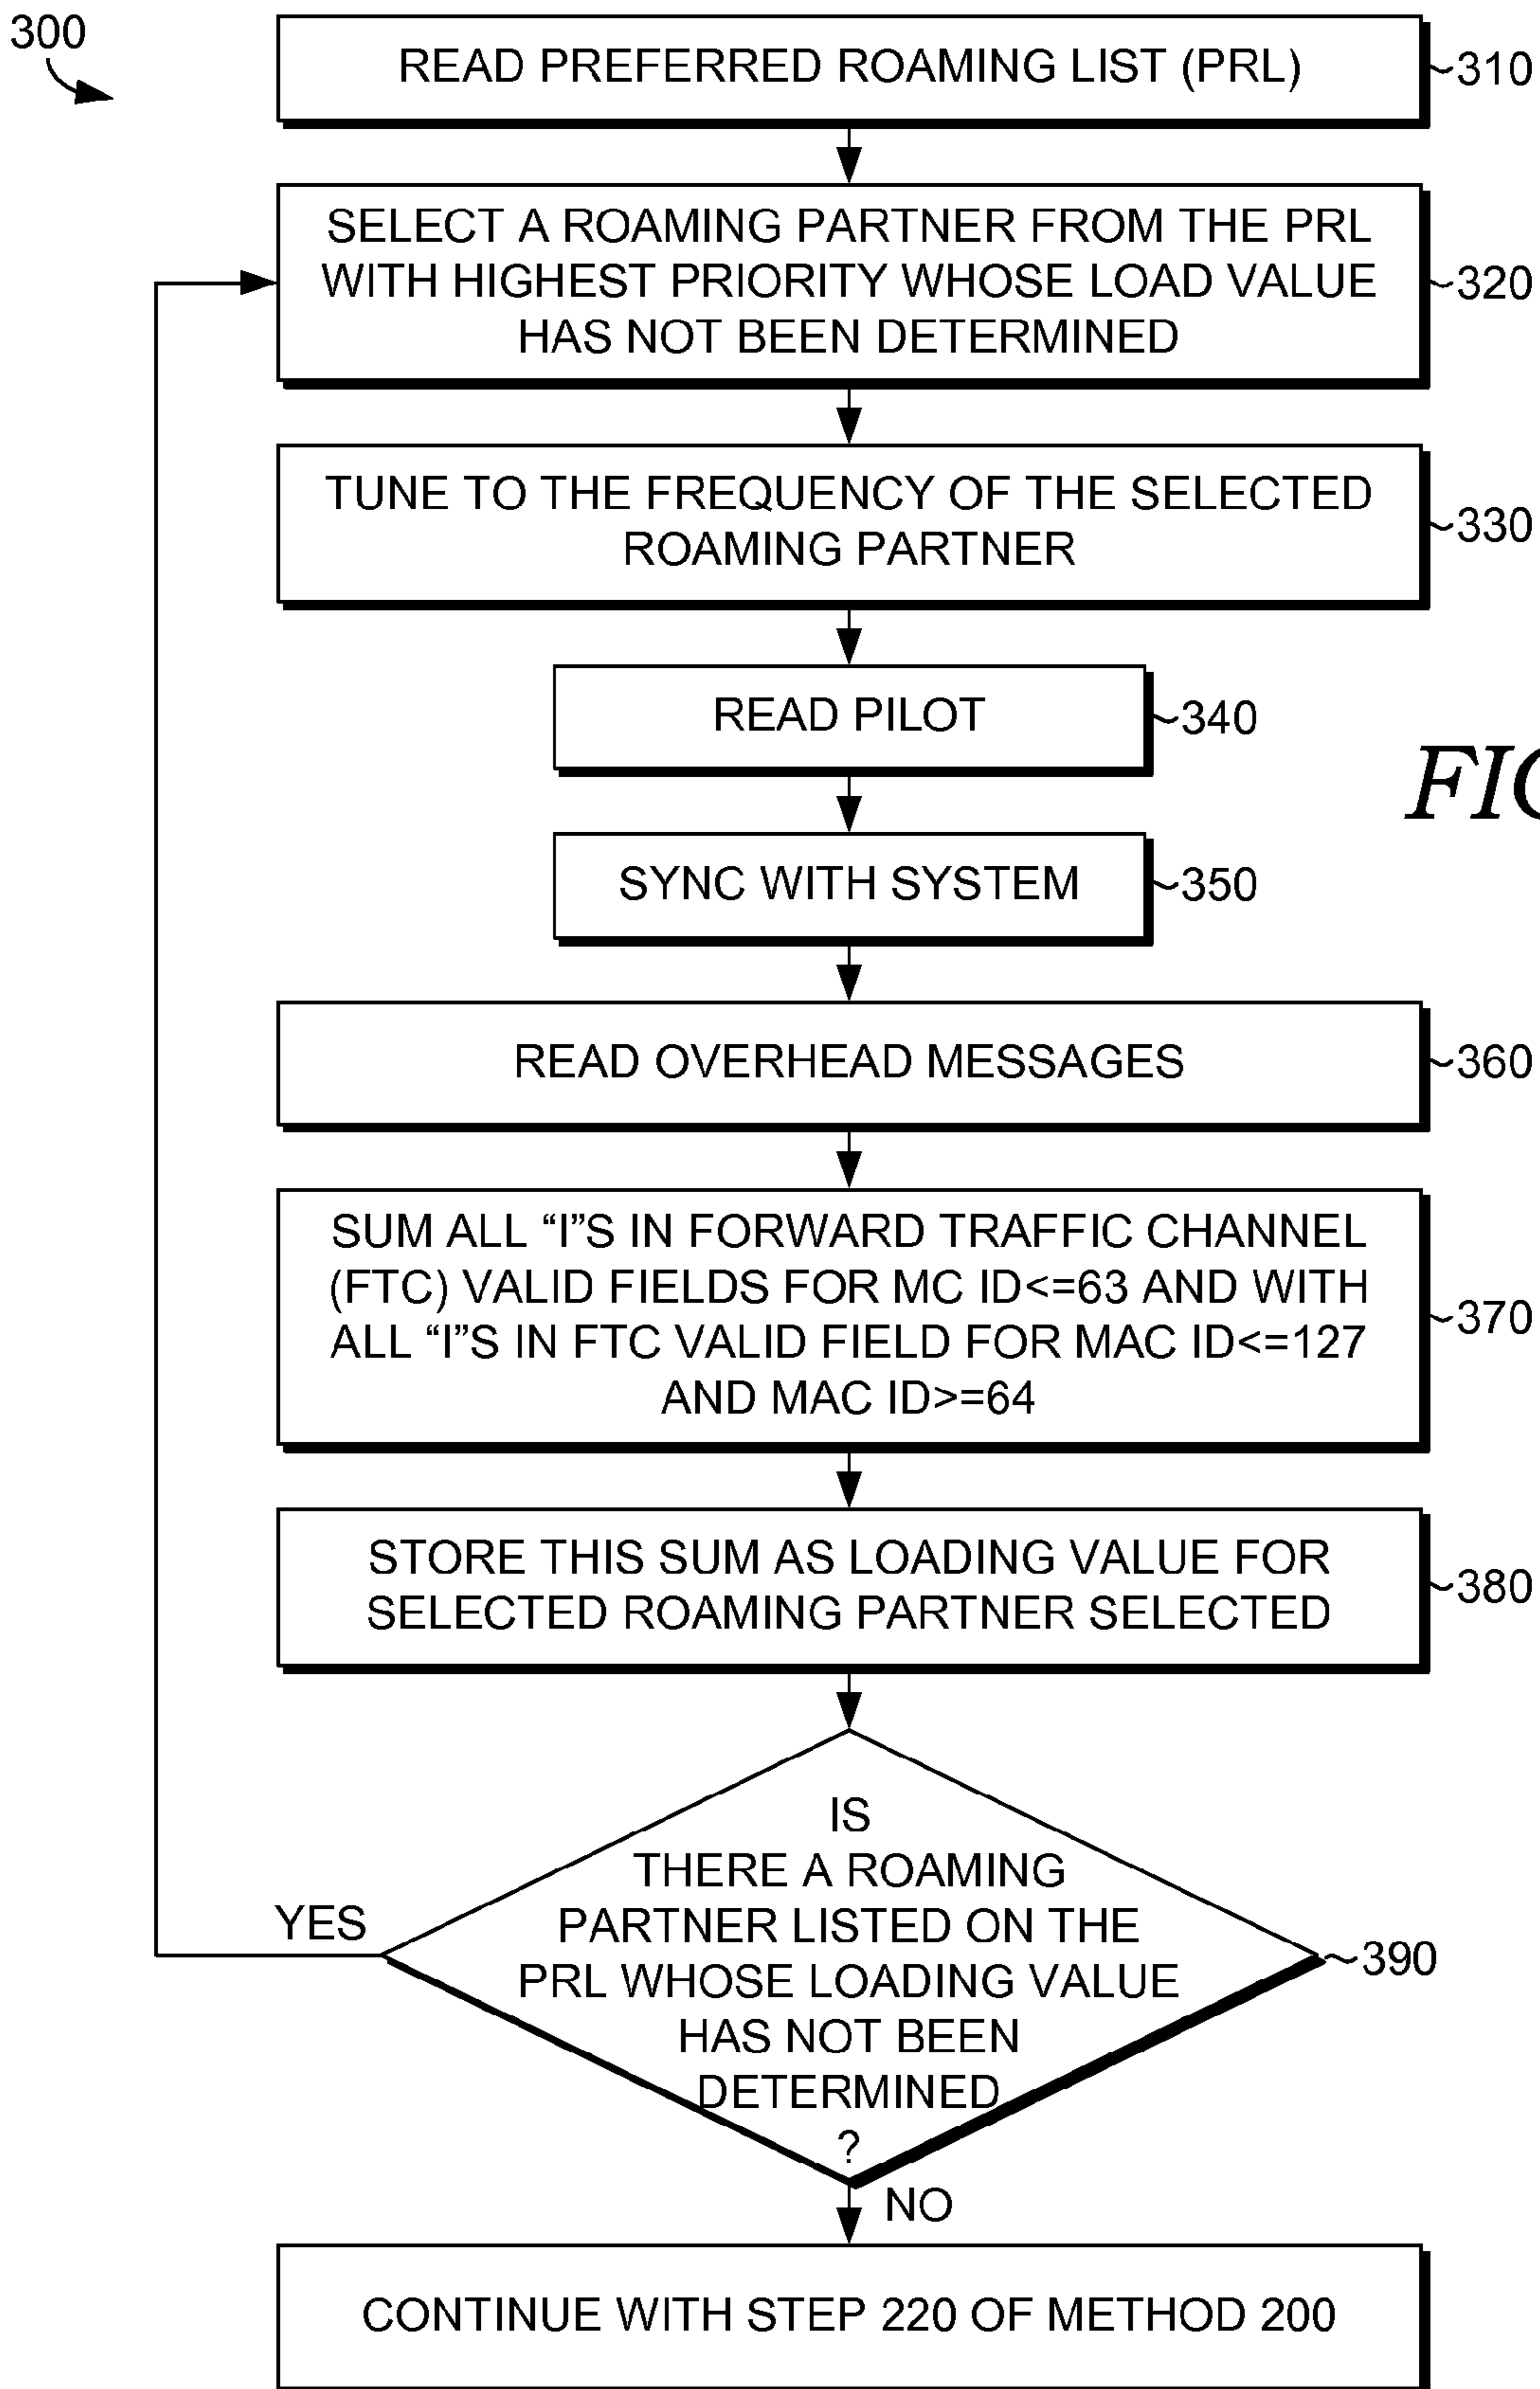 300
READ PREFERRED ROAMING LIST (PRL)
310
SELECT A ROAMING PARTNER FROM THE PRL
WITH HIGHEST PRIORITY WHOSE LOAD VALUE
HAS NOT BEEN DETERMINED
320
TUNE TO THE FREQUENCY OF THE SELECTED
ROAMING PARTNER
330
READ PILOT
340
FIG
SYNC WITH SYSTEM
350
READ OVERHEAD MESSAGES
360
SUM ALL “I”S IN FORWARD TRAFFIC CHANNEL
(FTC) VALID FIELDS FOR MC ID<=63 AND WITH
ALL “I”S IN FTC VALID FIELD FOR MAC ID<=127
AND MAC ID>=64
370
STORE THIS SUM AS LOADING VALUE FOR
SELECTED ROAMING PARTNER SELECTED
380
IS
THERE A ROAMING
PARTNER LISTED ON THE
PRL WHOSE LOADING VALUE
HAS NOT BEEN
DETERMINED
?
YES
390
NO
CONTINUE WITH STEP 220 OF METHOD 200